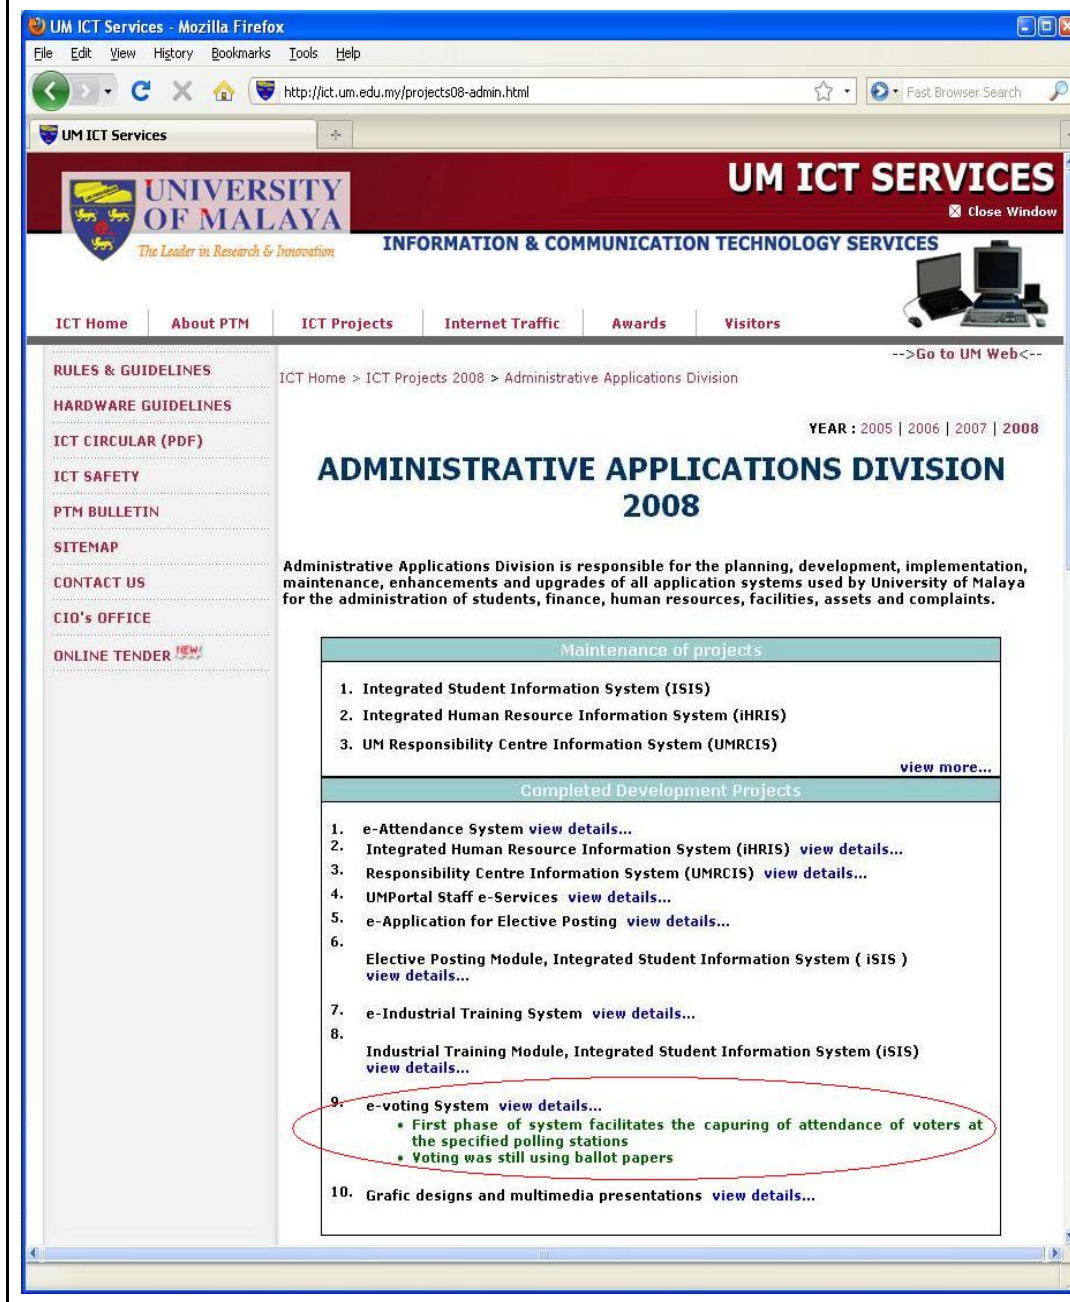 UM ICT Services - Mozilla Firefox
File Edit View History Bookmarks Tools Help
http://ict.um.edu.my/projects08-admin.html
Fast Browser Search
UM ICT Services
UM ICT SERVICES
UNIVERSITY
OF MALAYA
Close Window
The Leader in Research & Innovation
INFORMATION & COMMUNICATION TECHNOLOGY SERVICES
ICT Home About PTM ICT Projects Internet Traffic Awards Visitors
-->Go to UM Web<--
RULES & GUIDELINES
HARDWARE GUIDELINES
ICT CIRCULAR (PDF)
ICT SAFETY
PTM BULLETIN
SITEMAP
CONTACT US
CIO's OFFICE
ONLINE TENDER NEW!
ICT Home > ICT Projects 2008 > Administrative Applications Division
YEAR : 2005 | 2006 | 2007 | 2008
ADMINISTRATIVE APPLICATIONS DIVISION
2008
Administrative Applications Division is responsible for the planning, development, implementation,
maintenance, enhancements and upgrades of all application systems used by University of Malaya
for the administration of students, finance, human resources, facilities, assets and complaints.
Maintenance of projects
1. Integrated Student Information System (ISIS)
2. Integrated Human Resource Information System (iHRIS)
3. UM Responsibility Centre Information System (UMRCIS)
view more...
Completed Development Projects
1. e-Attendance System view details...
2. Integrated Human Resource Information System (iHRIS) view details...
3. Responsibility Centre Information System (UMRCIS) view details...
4. UMPortal Staff e-Services view details...
5. e-Application for Elective Posting view details...
6.
Elective Posting Module, Integrated Student Information System ( iSIS )
view details...
7. e-Industrial Training System view details...
8.
Industrial Training Module, Integrated Student Information System (iSIS)
view details...
9. e-voting System view details...
• First phase of system facilitates the capuring of attendance of voters at
the specified polling stations
• Voting was still using ballot papers
10. Grafic designs and multimedia presentations view details...